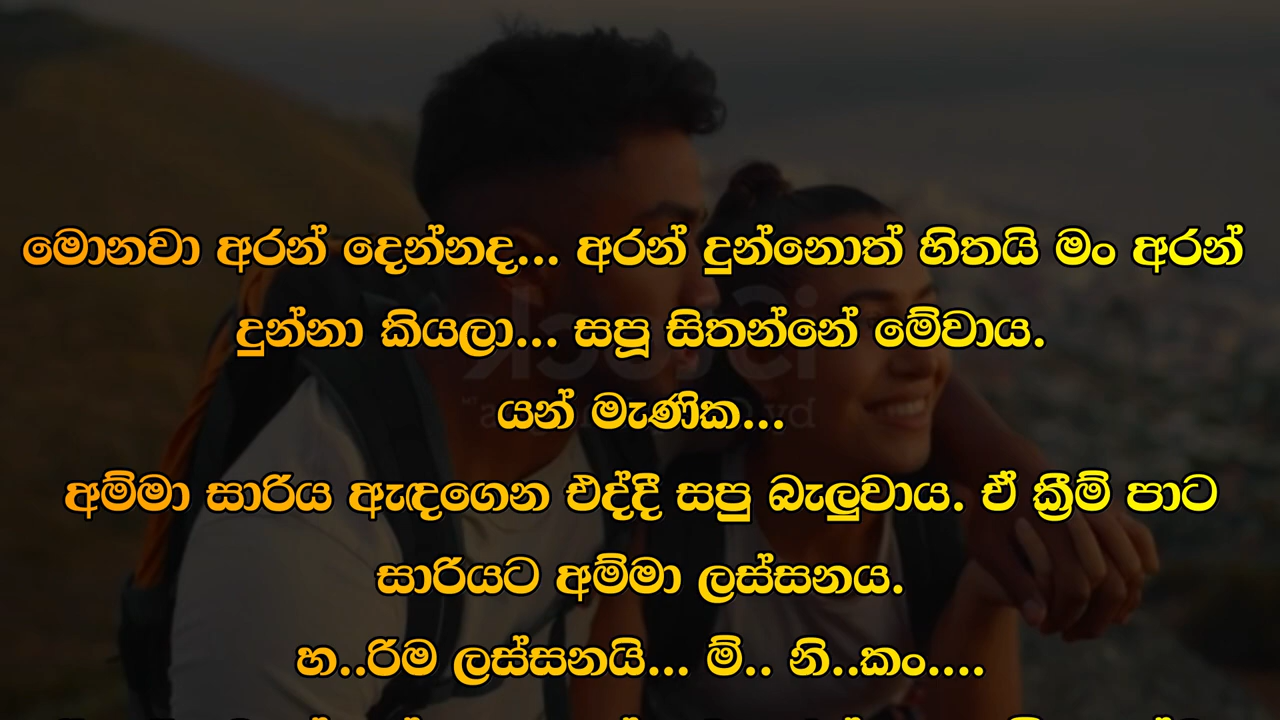 මොනවා අරන් දෙන්නද... අරන් දුන්නොත් හිතයි මං අරන්
දුන්නා කියලා... සපූ සිතන්නේ මේවාය.
යන් මැණික...
අම්මා සාරිය ඇඳගෙන එද්දී සපු බැලුවාය. ඒ ක්‍රීම් පාට
සාරියට අම්මා ලස්සනය.
හ..රිම ලස්සනයි... ම්.. නි..කං....